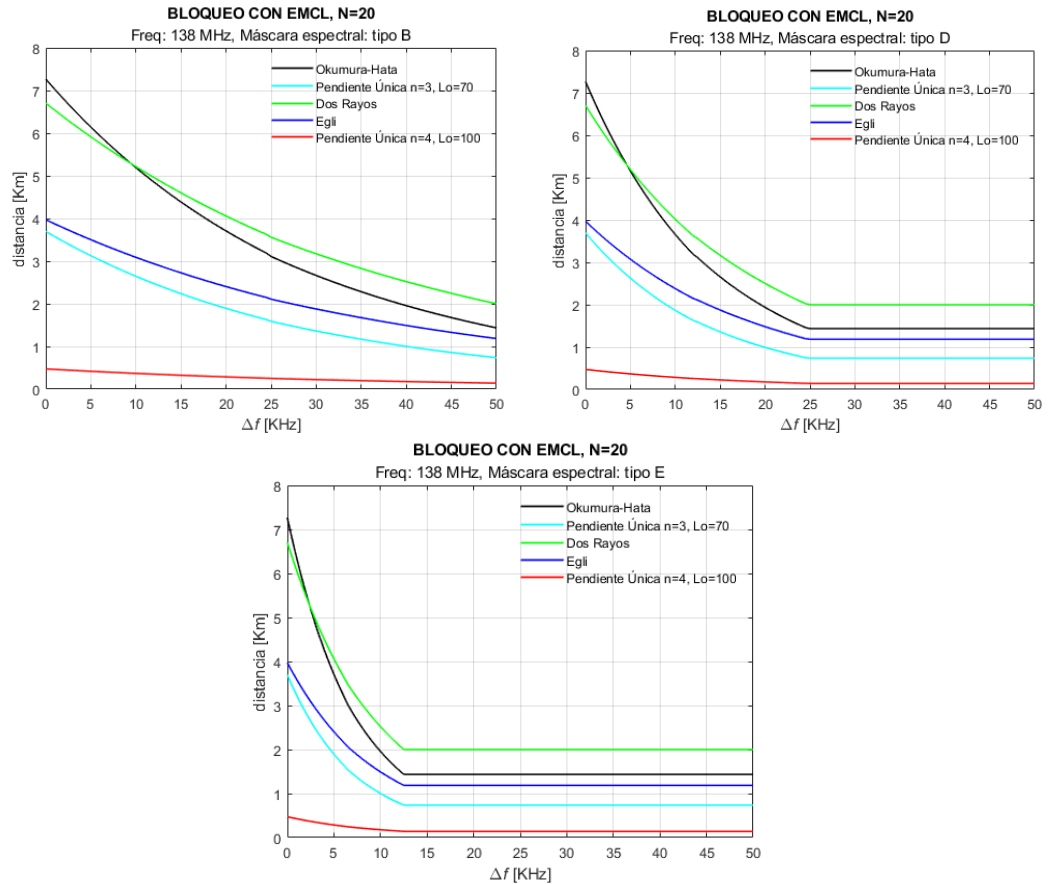 BLOQUEO CON EMCL, N=20
Freq: 138 MHz, Máscara espectral: tipo B
8
7
6
5
4
3
2
1
0
distancia [Km]
Okumura-Hata
Pendiente Única n=3, Lo=70
Dos Rayos
Egli
Pendiente Única n=4, Lo=100
0 5 10 15 20 25 30 35 40 45 50
Δf [KHz]
BLOQUEO CON EMCL, N=20
Freq: 138 MHz, Máscara espectral: tipo D
8
7
6
5
4
3
2
1
0
distancia [Km]
Okumura-Hata
Pendiente Única n=3, Lo=70
Dos Rayos
Egli
Pendiente Única n=4, Lo=100
0 5 10 15 20 25 30 35 40 45 50
Δf [KHz]
BLOQUEO CON EMCL, N=20
Freq: 138 MHz, Máscara espectral: tipo E
8
7
6
5
4
3
2
1
0
distancia [Km]
Okumura-Hata
Pendiente Única n=3, Lo=70
Dos Rayos
Egli
Pendiente Única n=4, Lo=100
0 5 10 15 20 25 30 35 40 45 50
Δf [KHz]